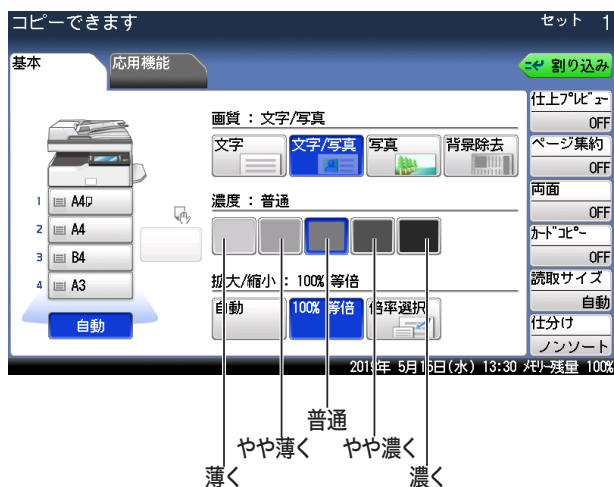 コピーできます
セット 1
基本
応用機能
割り込み
画質：文字/写真
文字
文字/写真
写真
背景除去
濃度：普通
拡大/縮小：100% 等倍
自動
100% 等倍
倍率選択
1 A4
2 A4
3 B4
4 A3
自動
仕上ﾌﾟﾚﾋﾞｭｰ
OFF
ページ集約
OFF
両面
OFF
ｶｰﾄﾞｺﾋﾟｰ
OFF
読取サイズ
自動
仕分け
ノンソート
2019年 5月15日(水) 13:30 ﾒﾓﾘｰ残量 100%
普通
やや薄く
やや濃く
薄く
濃く